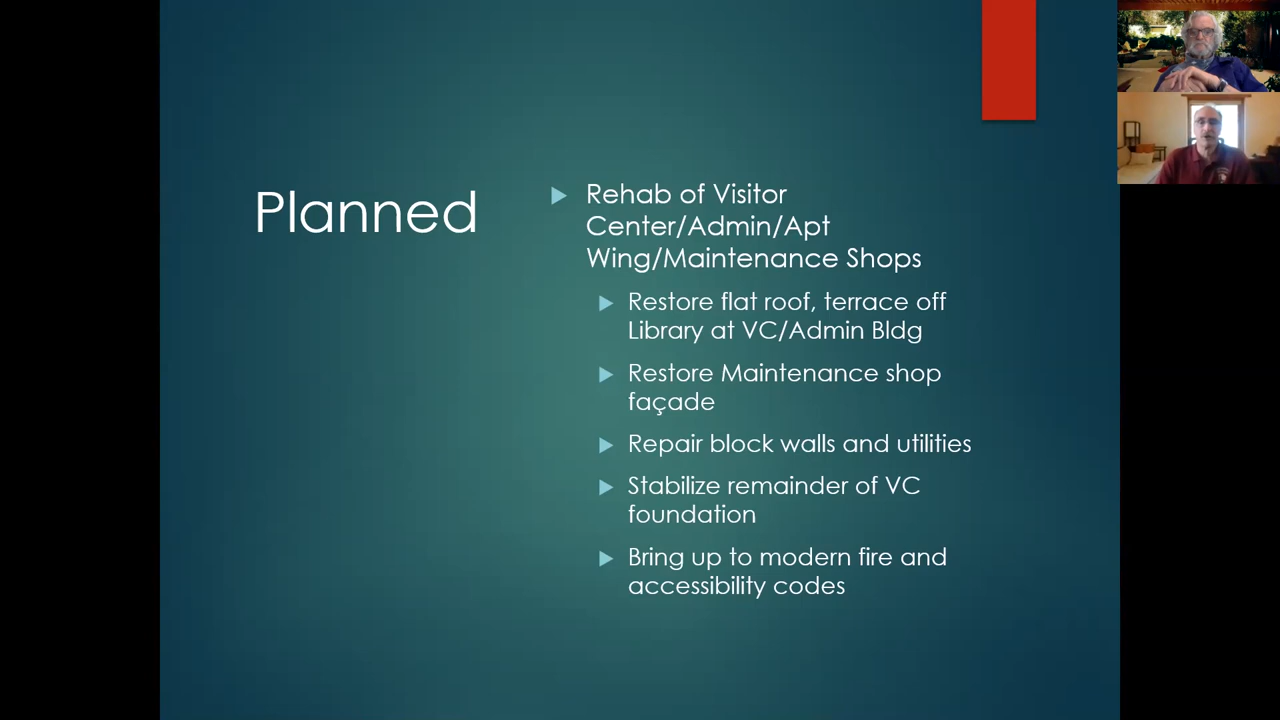 Planned
Rehab of Visitor
Center/Admin/Apt
Wing/Maintenance Shops
Restore flat roof, terrace off
Library at VC/Admin Bldg
Restore Maintenance shop
façade
Repair block walls and utilities
Stabilize remainder of VC
foundation
Bring up to modern fire and
accessibility codes